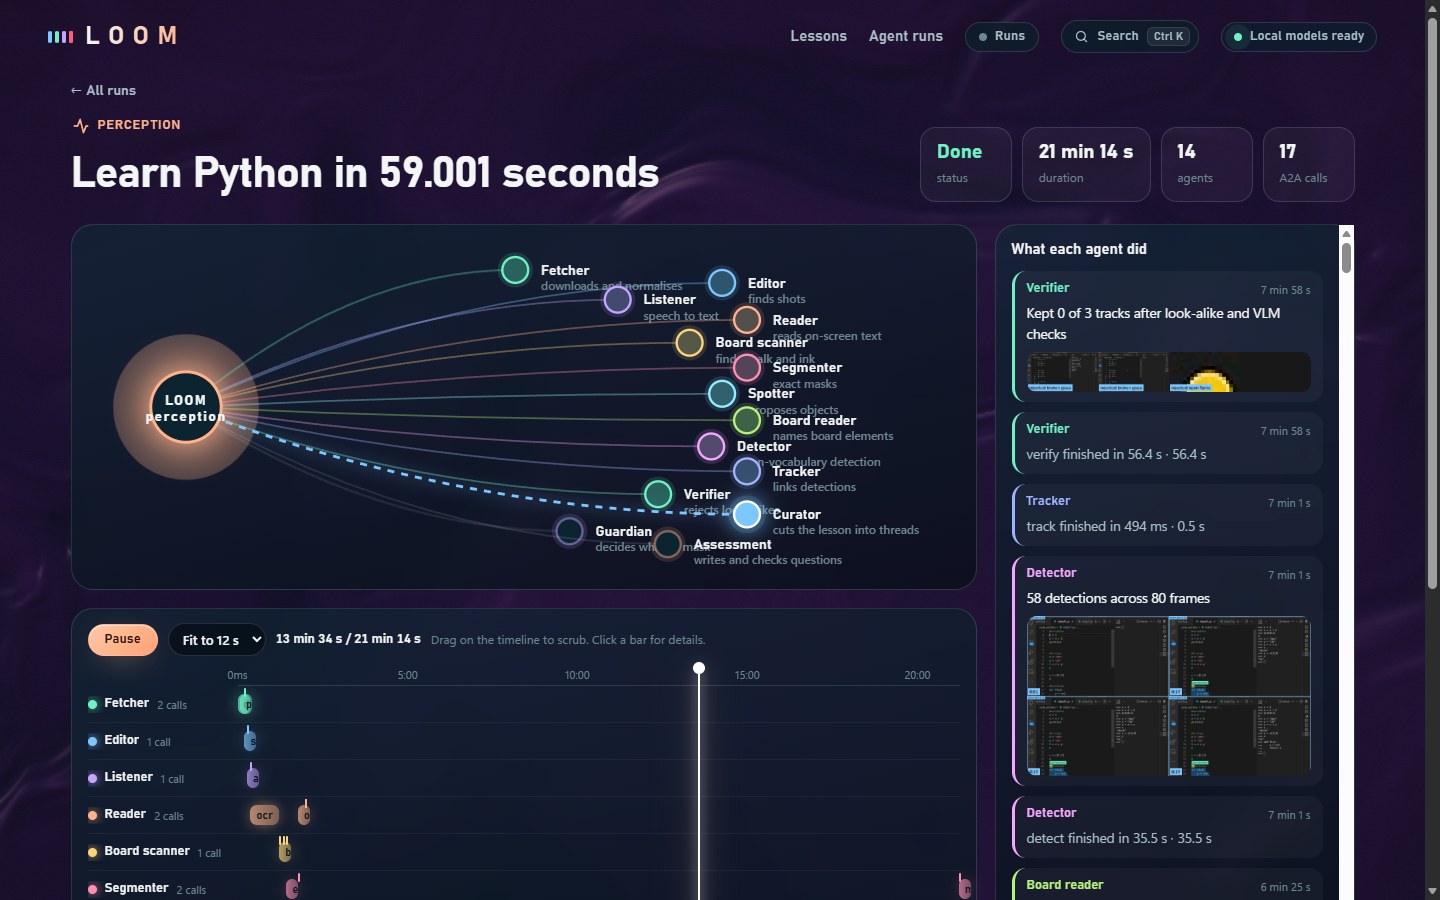 LOOM
Lessons
Agent runs
Runs
Search
Ctrl K
Local models ready
← All runs
PERCEPTION
Learn Python in 59.001 seconds
Done
status
21 min 14 s
duration
14
agents
17
A2A calls
LOOM
perception
Fetcher
downloads and normalises
Editor
finds shots
Listener
speech to text
Reader
reads on-screen text
Board scanner
Segmenter
exact masks
Spotter
Board reader
names board elements
Detector
Tracker
links detections
Verifier
Curator
cuts the lesson into threads
Guardian
Assessment
writes and checks questions
What each agent did
Verifier
7 min 58 s
Kept 0 of 3 tracks after look-alike and VLM
checks
Verifier
7 min 58 s
verify finished in 56.4 s · 56.4 s
Tracker
7 min 1 s
track finished in 494 ms · 0.5 s
Detector
7 min 1 s
58 detections across 80 frames
Detector
7 min 1 s
detect finished in 35.5 s · 35.5 s
Board reader
6 min 25 s
Pause
Fit to 12 s
13 min 34 s / 21 min 14 s
Drag on the timeline to scrub. Click a bar for details.
0ms
5:00
10:00
15:00
20:00
Fetcher 2 calls
Editor 1 call
Listener 1 call
Reader 2 calls
ocr
Board scanner 1 call
Segmenter 2 calls